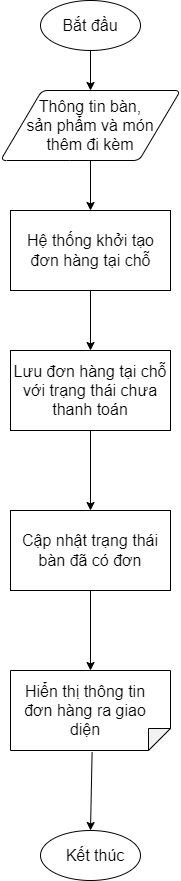 Bắt đầu
Thông tin bàn,
sản phẩm và món
thêm đi kèm
Hệ thống khởi tạo
đơn hàng tại chỗ
Lưu đơn hàng tại chỗ
với trạng thái chưa
thanh toán
Cập nhật trạng thái
bàn đã có đơn
Hiển thị thông tin
đơn hàng ra giao
diện
Kết thúc